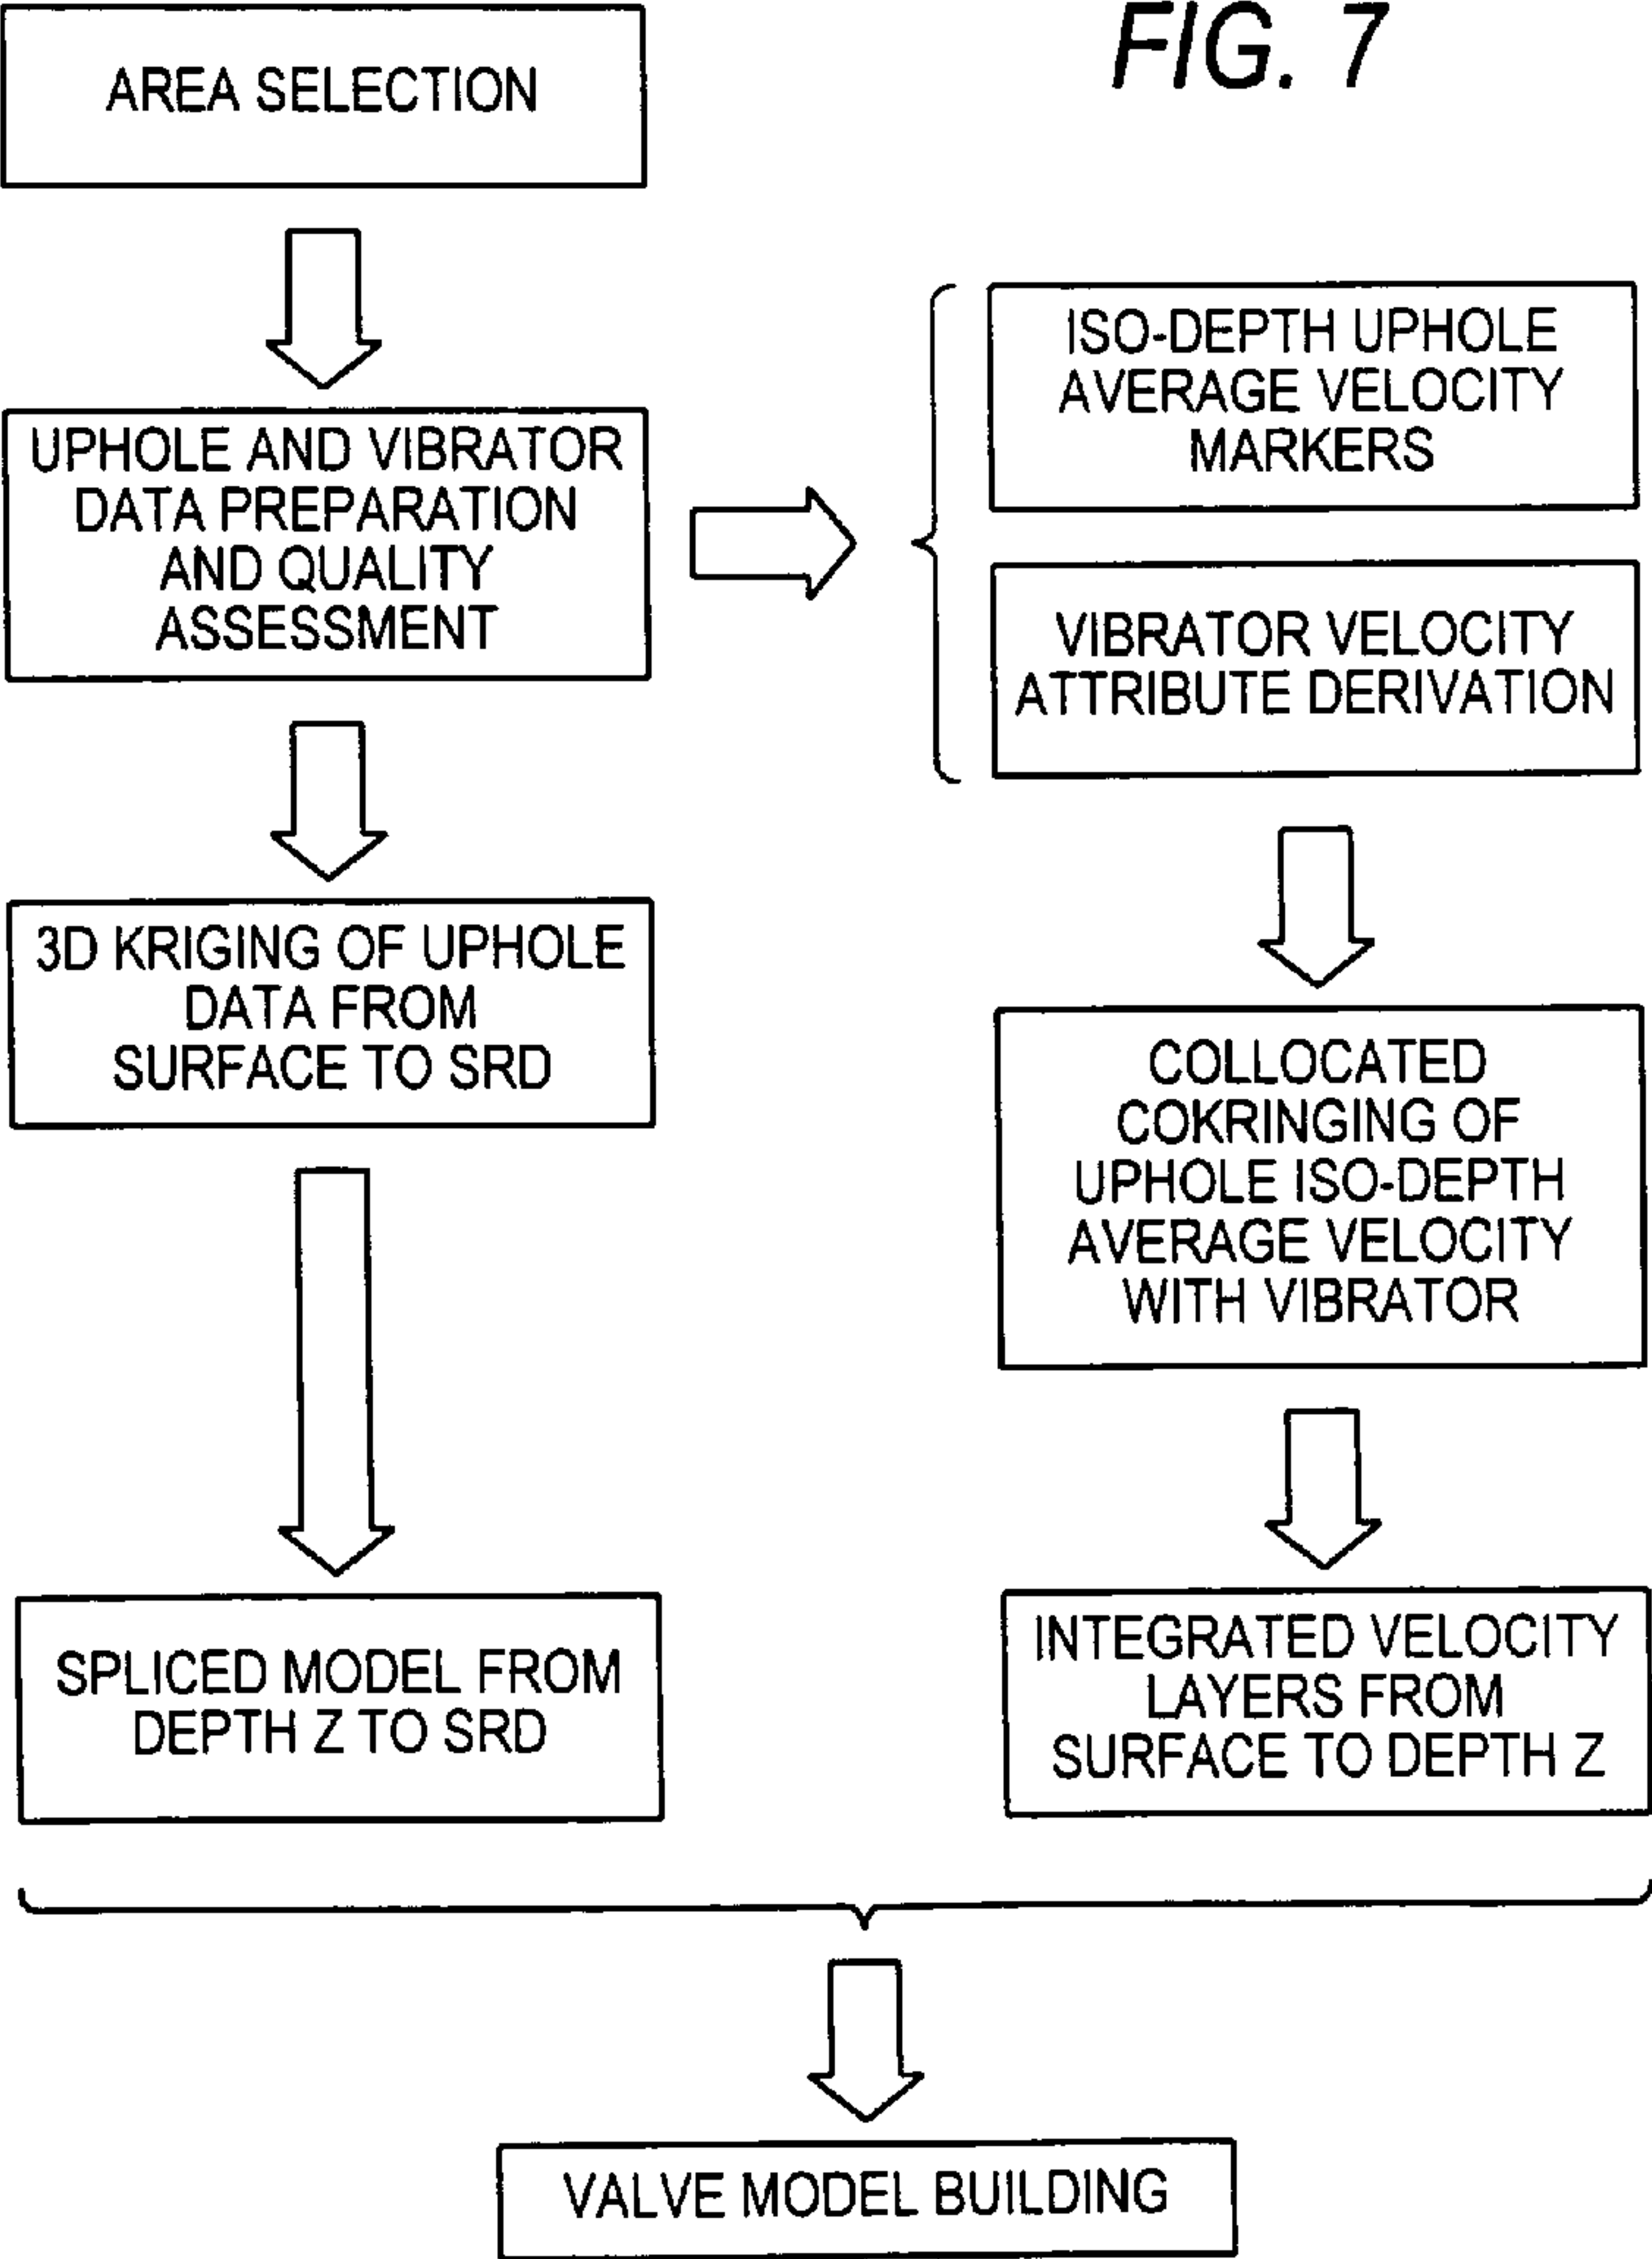 FIG. 7
AREA SELECTION
UPHOLE AND VIBRATOR
DATA PREPARATION
AND QUALITY
ASSESSMENT
ISO-DEPTH UPHOLE
AVERAGE VELOCITY
MARKERS
VIBRATOR VELOCITY
ATTRIBUTE DERIVATION
3D KRIGING OF UPHOLE
DATA FROM
SURFACE TO SRD
COLLOCATED
COKRINGING OF
UPHOLE ISO-DEPTH
AVERAGE VELOCITY
WITH VIBRATOR
SPLICED MODEL FROM
DEPTH Z TO SRD
INTEGRATED VELOCITY
LAYERS FROM
SURFACE TO DEPTH Z
VALVE MODEL BUILDING